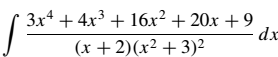 ∫ (3x⁴ + 4x³ + 16x² + 20x + 9) / ((x + 2)(x² + 3)²) dx